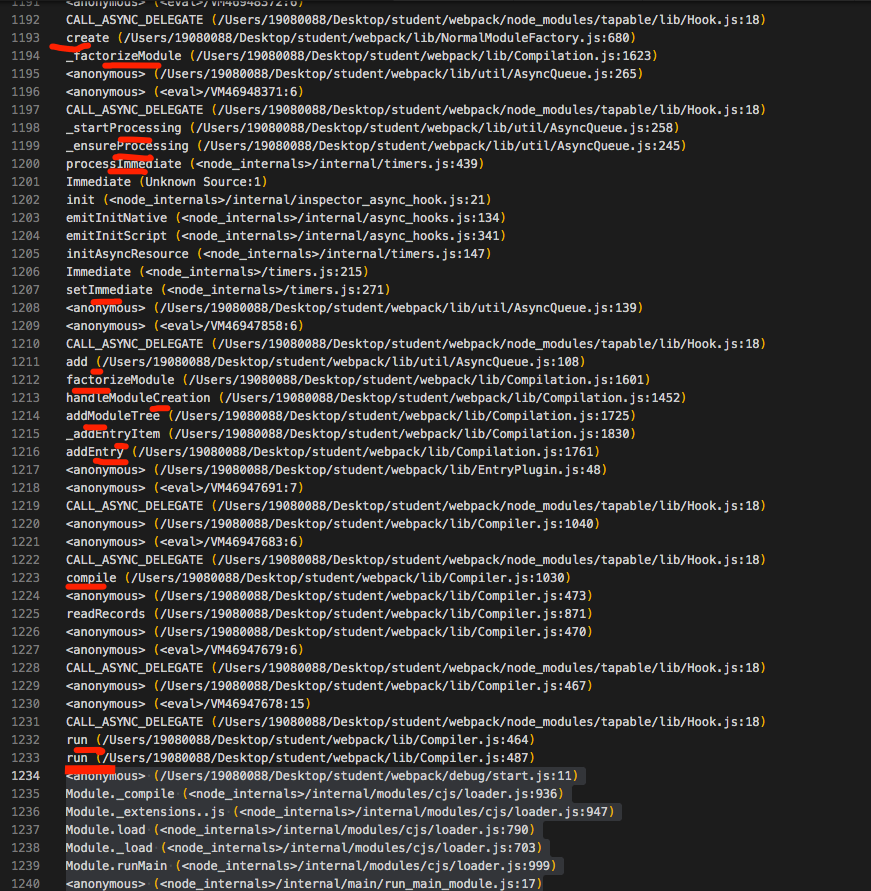 1191 <anonymous> (<eval>/VM46948372:6)
1192 CALL_ASYNC_DELEGATE (/Users/19080088/Desktop/student/webpack/node_modules/tapable/lib/Hook.js:18)
1193 create (/Users/19080088/Desktop/student/webpack/lib/NormalModuleFactory.js:680)
1194 _factorizeModule (/Users/19080088/Desktop/student/webpack/lib/Compilation.js:1623)
1195 <anonymous> (/Users/19080088/Desktop/student/webpack/lib/util/AsyncQueue.js:265)
1196 <anonymous> (<eval>/VM46948371:6)
1197 CALL_ASYNC_DELEGATE (/Users/19080088/Desktop/student/webpack/node_modules/tapable/lib/Hook.js:18)
1198 _startProcessing (/Users/19080088/Desktop/student/webpack/lib/util/AsyncQueue.js:258)
1199 _ensureProcessing (/Users/19080088/Desktop/student/webpack/lib/util/AsyncQueue.js:245)
1200 processImmediate (<node_internals>/internal/timers.js:439)
1201 Immediate (Unknown Source:1)
1202 init (<node_internals>/internal/inspector_async_hook.js:21)
1203 emitInitNative (<node_internals>/internal/async_hooks.js:134)
1204 emitInitScript (<node_internals>/internal/async_hooks.js:341)
1205 initAsyncResource (<node_internals>/internal/timers.js:147)
1206 Immediate (<node_internals>/timers.js:215)
1207 setImmediate (<node_internals>/timers.js:271)
1208 <anonymous> (/Users/19080088/Desktop/student/webpack/lib/util/AsyncQueue.js:139)
1209 <anonymous> (<eval>/VM46947858:6)
1210 CALL_ASYNC_DELEGATE (/Users/19080088/Desktop/student/webpack/node_modules/tapable/lib/Hook.js:18)
1211 add (/Users/19080088/Desktop/student/webpack/lib/util/AsyncQueue.js:108)
1212 factorizeModule (/Users/19080088/Desktop/student/webpack/lib/Compilation.js:1601)
1213 handleModuleCreation (/Users/19080088/Desktop/student/webpack/lib/Compilation.js:1452)
1214 addModuleTree (/Users/19080088/Desktop/student/webpack/lib/Compilation.js:1725)
1215 _addEntryItem (/Users/19080088/Desktop/student/webpack/lib/Compilation.js:1830)
1216 addEntry (/Users/19080088/Desktop/student/webpack/lib/Compilation.js:1761)
1217 <anonymous> (/Users/19080088/Desktop/student/webpack/lib/EntryPlugin.js:48)
1218 <anonymous> (<eval>/VM46947691:7)
1219 CALL_ASYNC_DELEGATE (/Users/19080088/Desktop/student/webpack/node_modules/tapable/lib/Hook.js:18)
1220 <anonymous> (/Users/19080088/Desktop/student/webpack/lib/Compiler.js:1040)
1221 <anonymous> (<eval>/VM46947683:6)
1222 CALL_ASYNC_DELEGATE (/Users/19080088/Desktop/student/webpack/node_modules/tapable/lib/Hook.js:18)
1223 compile (/Users/19080088/Desktop/student/webpack/lib/Compiler.js:1030)
1224 <anonymous> (/Users/19080088/Desktop/student/webpack/lib/Compiler.js:473)
1225 readRecords (/Users/19080088/Desktop/student/webpack/lib/Compiler.js:871)
1226 <anonymous> (/Users/19080088/Desktop/student/webpack/lib/Compiler.js:470)
1227 <anonymous> (<eval>/VM46947679:6)
1228 CALL_ASYNC_DELEGATE (/Users/19080088/Desktop/student/webpack/node_modules/tapable/lib/Hook.js:18)
1229 <anonymous> (/Users/19080088/Desktop/student/webpack/lib/Compiler.js:467)
1230 <anonymous> (<eval>/VM46947678:15)
1231 CALL_ASYNC_DELEGATE (/Users/19080088/Desktop/student/webpack/node_modules/tapable/lib/Hook.js:18)
1232 run (/Users/19080088/Desktop/student/webpack/lib/Compiler.js:464)
1233 run (/Users/19080088/Desktop/student/webpack/lib/Compiler.js:487)
1234 <anonymous> (/Users/19080088/Desktop/student/webpack/debug/start.js:11)
1235 Module._compile (<node_internals>/internal/modules/cjs/loader.js:936)
1236 Module._extensions..js (<node_internals>/internal/modules/cjs/loader.js:947)
1237 Module.load (<node_internals>/internal/modules/cjs/loader.js:790)
1238 Module._load (<node_internals>/internal/modules/cjs/loader.js:703)
1239 Module.runMain (<node_internals>/internal/modules/cjs/loader.js:999)
1240 <anonymous> (<node_internals>/internal/main/run_main_module.js:17)